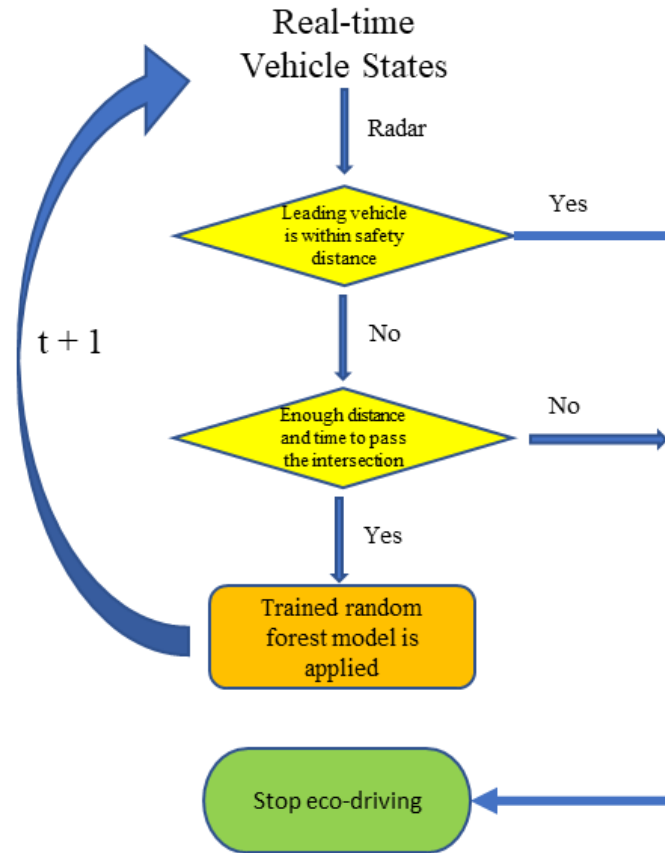 Real-time
Vehicle States
Radar
Leading vehicle
is within safety
distance
Yes
No
t + 1
Enough distance
and time to pass
the intersection
No
Yes
Trained random
forest model is
applied
Stop eco-driving